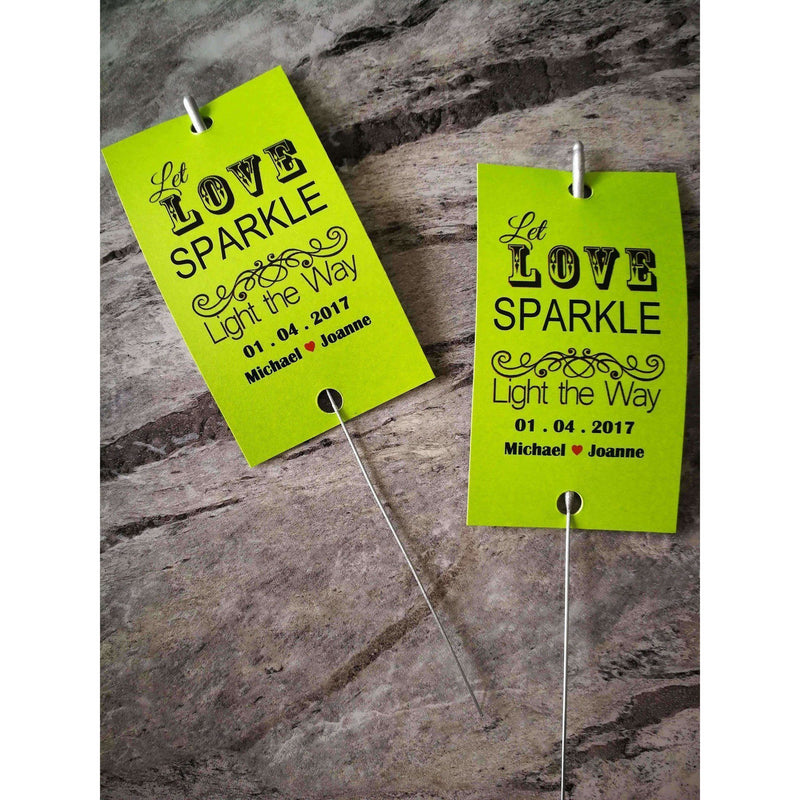 Let
LOVE
SPARKLE
Light the Way
01 . 04 . 2017
Michael ♥ Joanne
Let
LOVE
SPARKLE
Light the Way
01 . 04 . 2017
Michael ♥ Joanne